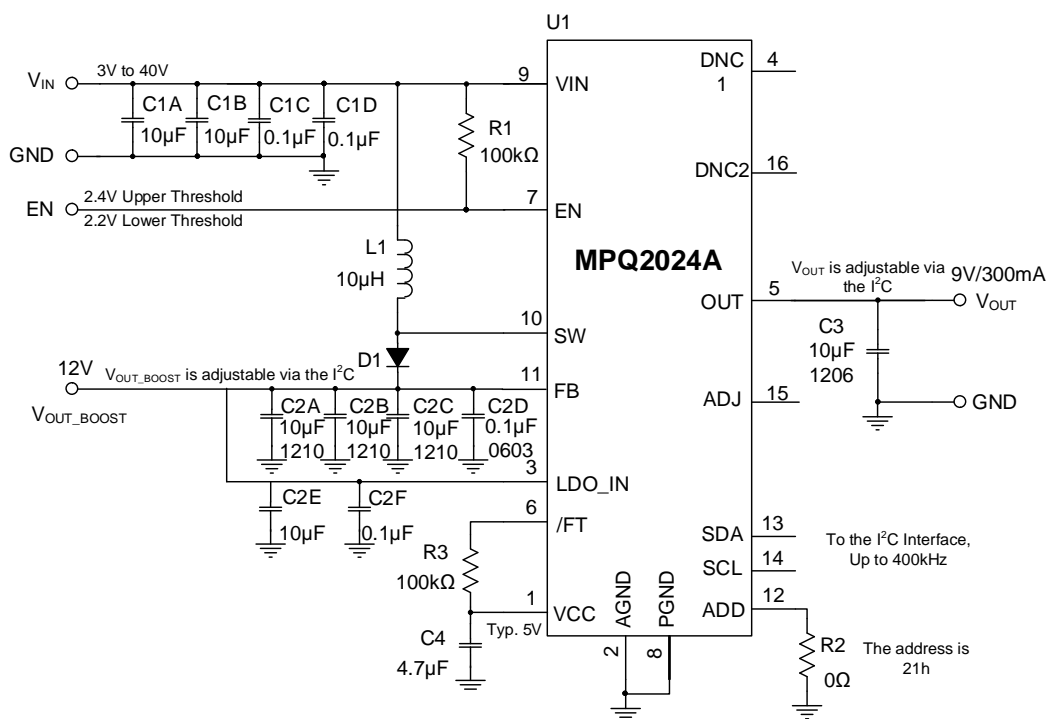 U1
V_IN
3V to 40V
GND
C1A
10µF
C1B
10µF
C1C
0.1µF
C1D
0.1µF
R1
100kΩ
EN
2.4V Upper Threshold
2.2V Lower Threshold
L1
10µH
D1
12V
V_OUT_BOOST is adjustable via the I²C
V_OUT_BOOST
C2A
10µF
1210
C2B
10µF
1210
C2C
10µF
1210
C2D
0.1µF
0603
C2E
10µF
C2F
0.1µF
R3
100kΩ
C4
4.7µF
Typ. 5V
9
VIN
7
EN
10
SW
11
FB
3
LDO_IN
6
/FT
1
VCC
MPQ2024A
AGND
2
PGND
8
DNC
1
4
DNC2
16
OUT
5
ADJ
15
SDA
13
SCL
14
ADD
12
V_OUT is adjustable via
the I²C
9V/300mA
V_OUT
C3
10µF
1206
GND
To the I²C Interface,
Up to 400kHz
R2
0Ω
The address is
21h